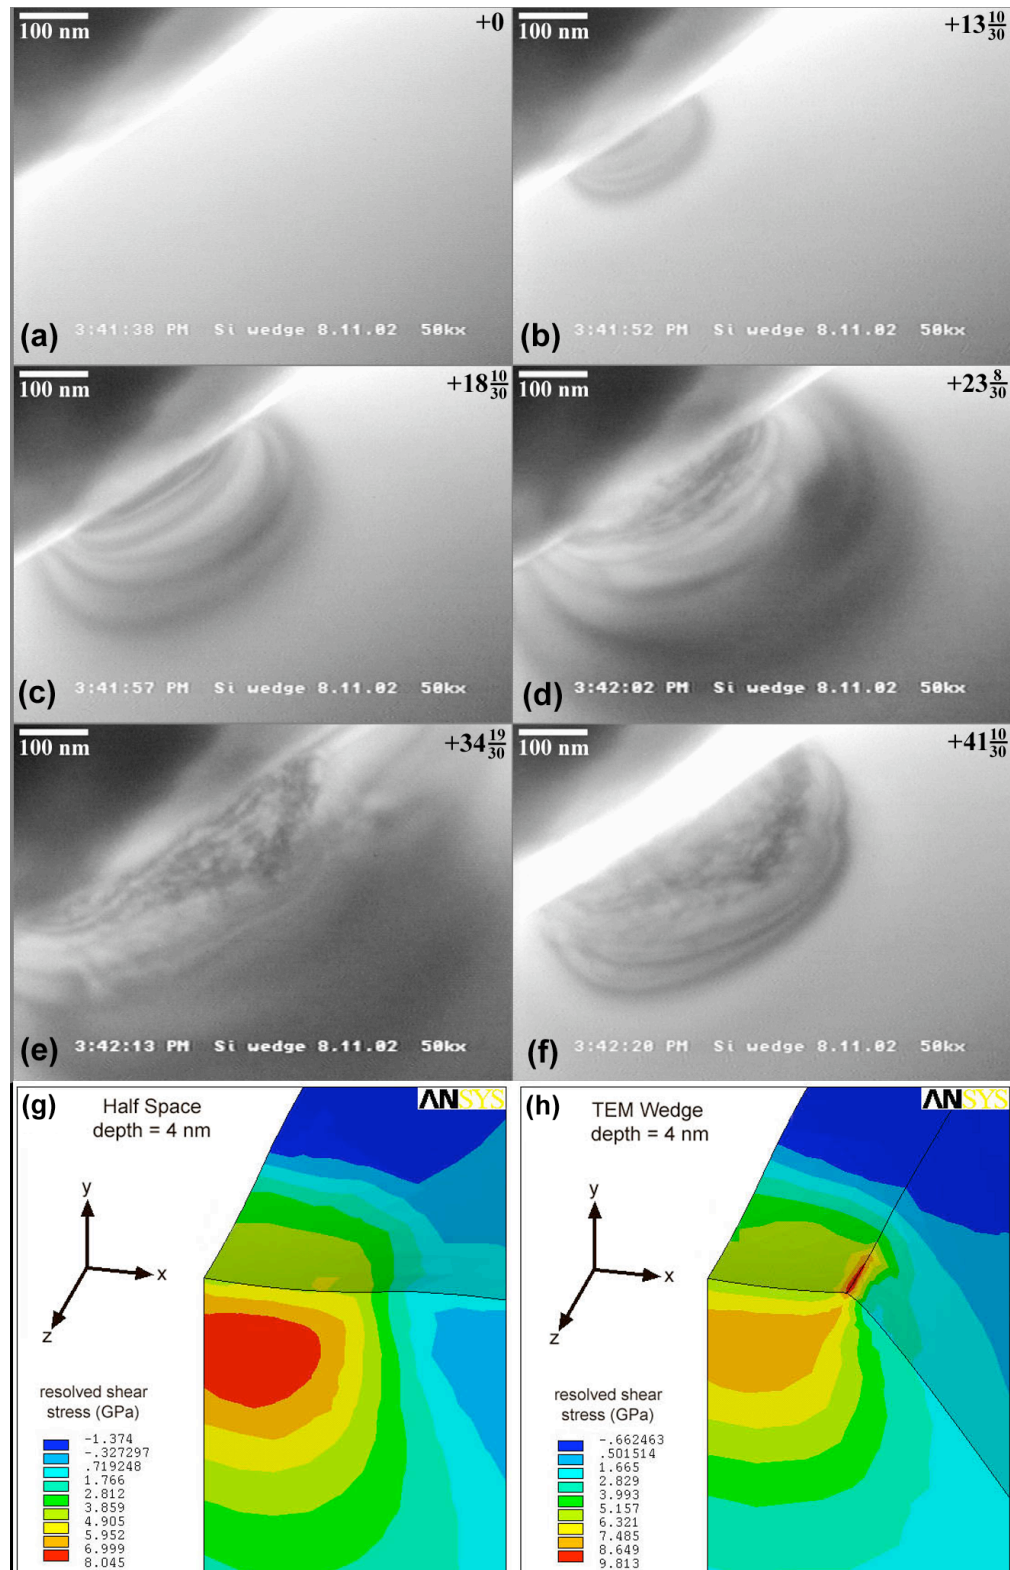 100 nm
+0
(a)
3:41:38 PM Si wedge 8.11.02 50kx
100 nm
+13 10/30
(b)
3:41:52 PM Si wedge 8.11.02 50kx
100 nm
+18 10/30
(c)
3:41:57 PM Si wedge 8.11.02 50kx
100 nm
+23 8/30
(d)
3:42:02 PM Si wedge 8.11.02 50kx
100 nm
+34 19/30
(e)
3:42:13 PM Si wedge 8.11.02 50kx
100 nm
+41 10/30
(f)
3:42:20 PM Si wedge 8.11.02 50kx
(g)
Half Space
depth = 4 nm
ANSYS
y
x
z
resolved shear
stress (GPa)
-1.374
-.327297
.719248
1.766
2.812
3.859
4.905
5.952
6.999
8.045
(h)
TEM Wedge
depth = 4 nm
ANSYS
y
x
z
resolved shear
stress (GPa)
-.662463
.501514
1.665
2.829
3.993
5.157
6.321
7.485
8.649
9.813